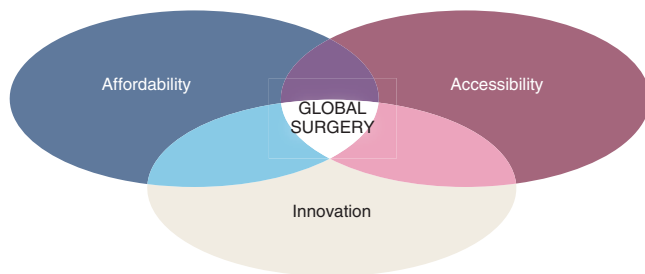 Affordability
Accessibility
GLOBAL
SURGERY
Innovation